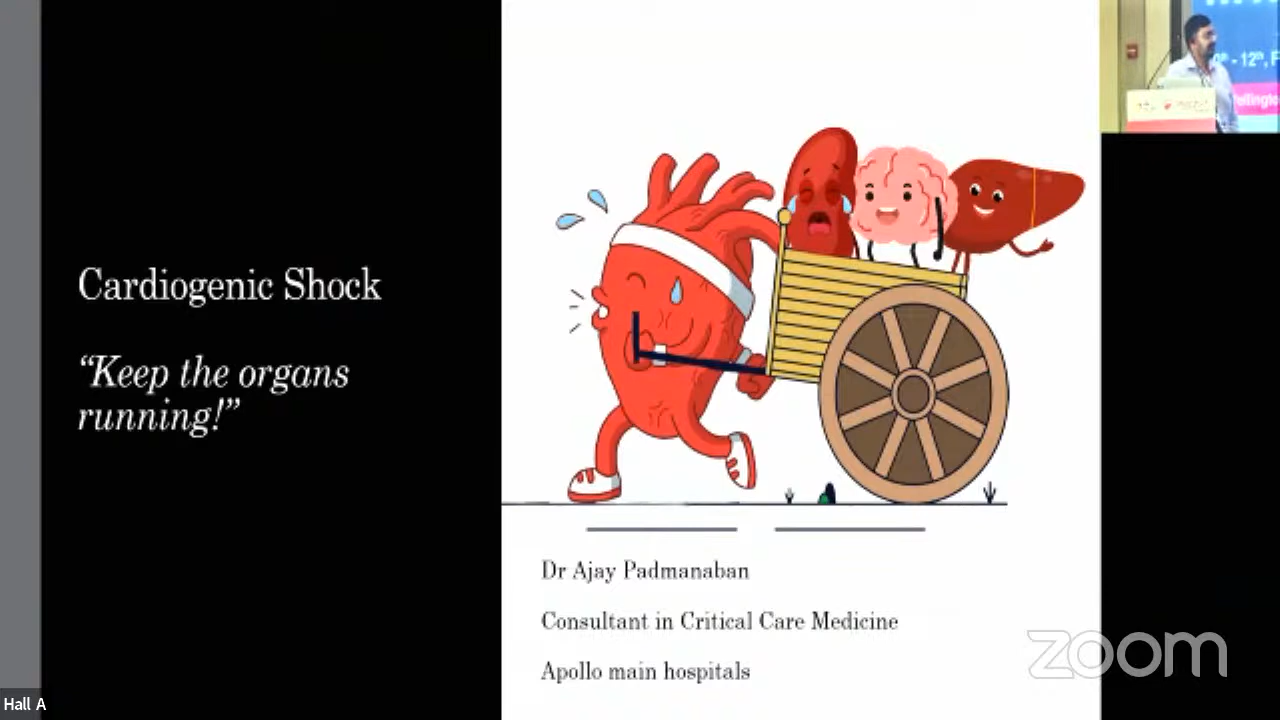 Cardiogenic Shock
“Keep the organs
running!”
Dr Ajay Padmanaban
Consultant in Critical Care Medicine
Apollo main hospitals
zoom
Hall A